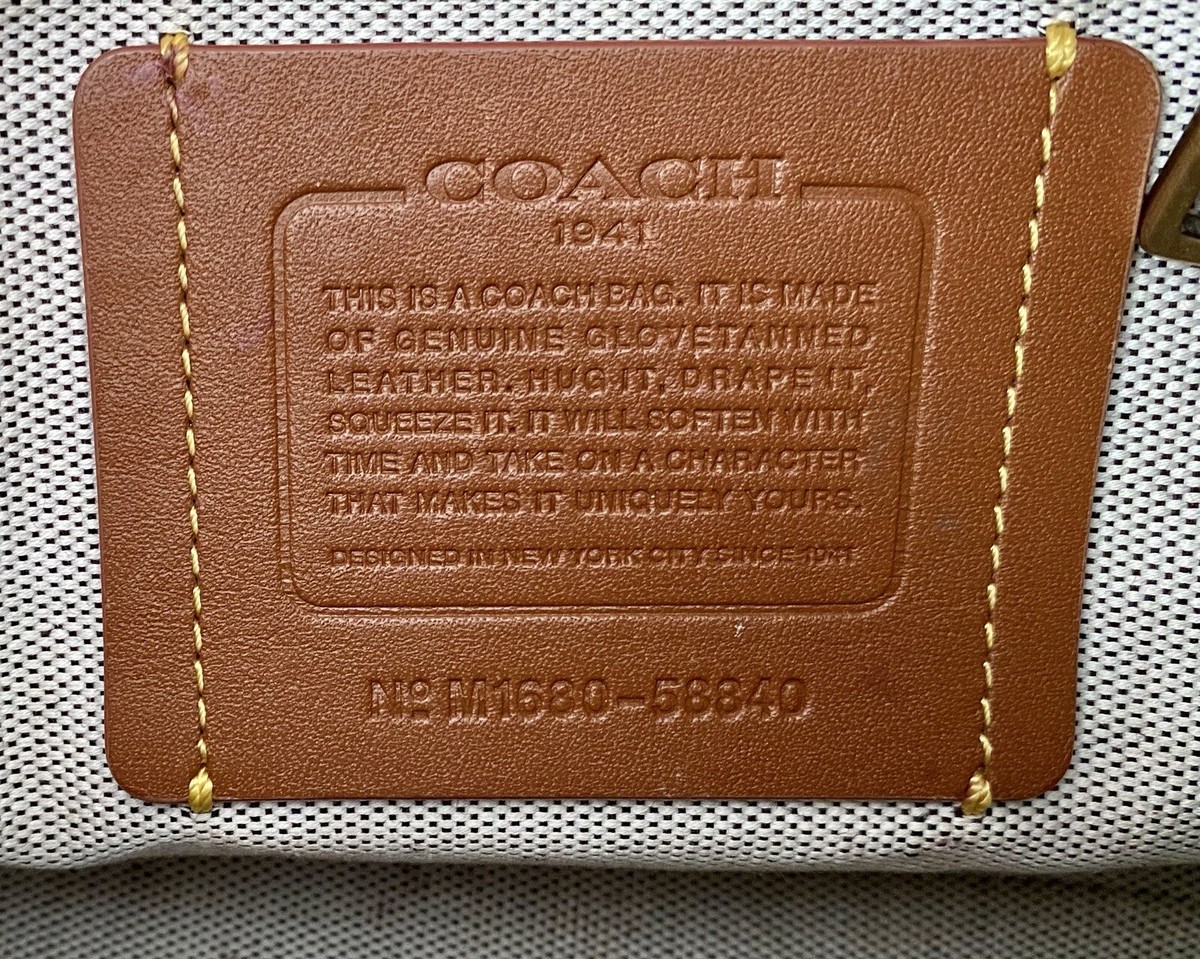 COACH
1941
THIS IS A COACH BAG. IT IS MADE
OF GENUINE GLOVETANNED
LEATHER. HUG IT, DRAPE IT,
SQUEEZE IT. IT WILL SOFTEN WITH
TIME AND TAKE ON A CHARACTER
THAT MAKES IT UNIQUELY YOURS.
DESIGNED IN NEW YORK CITY SINCE 1941
Nº M1680-58840